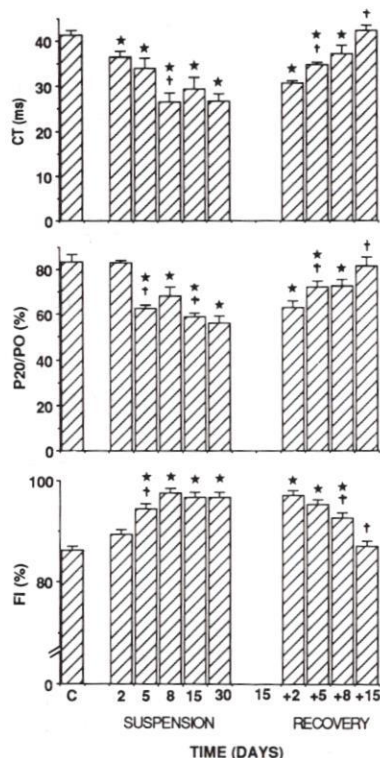 CT (ms)
40
30
20
10
0
★ ★ ★ † ★ ★ ★ ★ † ★ †
P20/PO (%)
80
60
40
20
0
★ † ★ ★ † ★ ★ ★ † ★ †
FI (%)
100
80
0
★ † ★ ★ ★ ★ ★ ★ † †
C 2 5 8 15 30 15 +2 +5 +8 +15
SUSPENSION RECOVERY
TIME (DAYS)